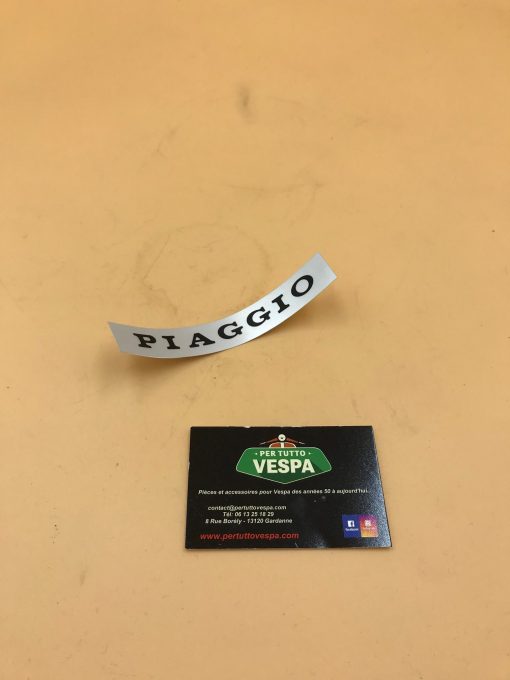 PIAGGIO
• PER TUTTO •
VESPA
Pièces et accessoires pour Vespa des années 50 à aujourd'hui.
contact@pertuttovespa.com
Tél: 06 13 25 18 29
8 Rue Borély - 13120 Gardanne
www.pertuttovespa.com
facebook